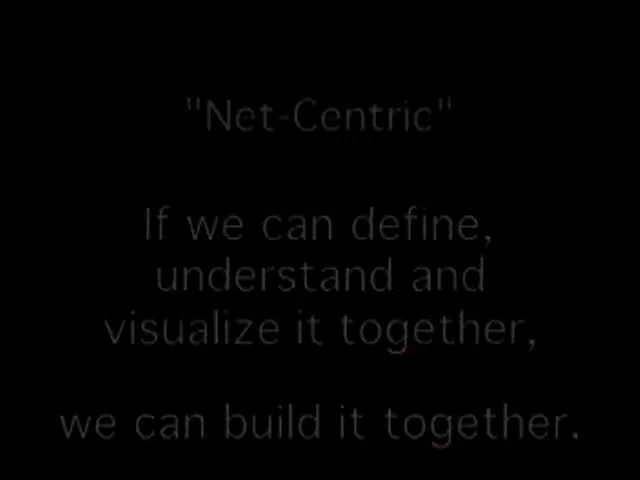 "Net-Centric"
If we can define,
understand and
visualize it together,
we can build it together.